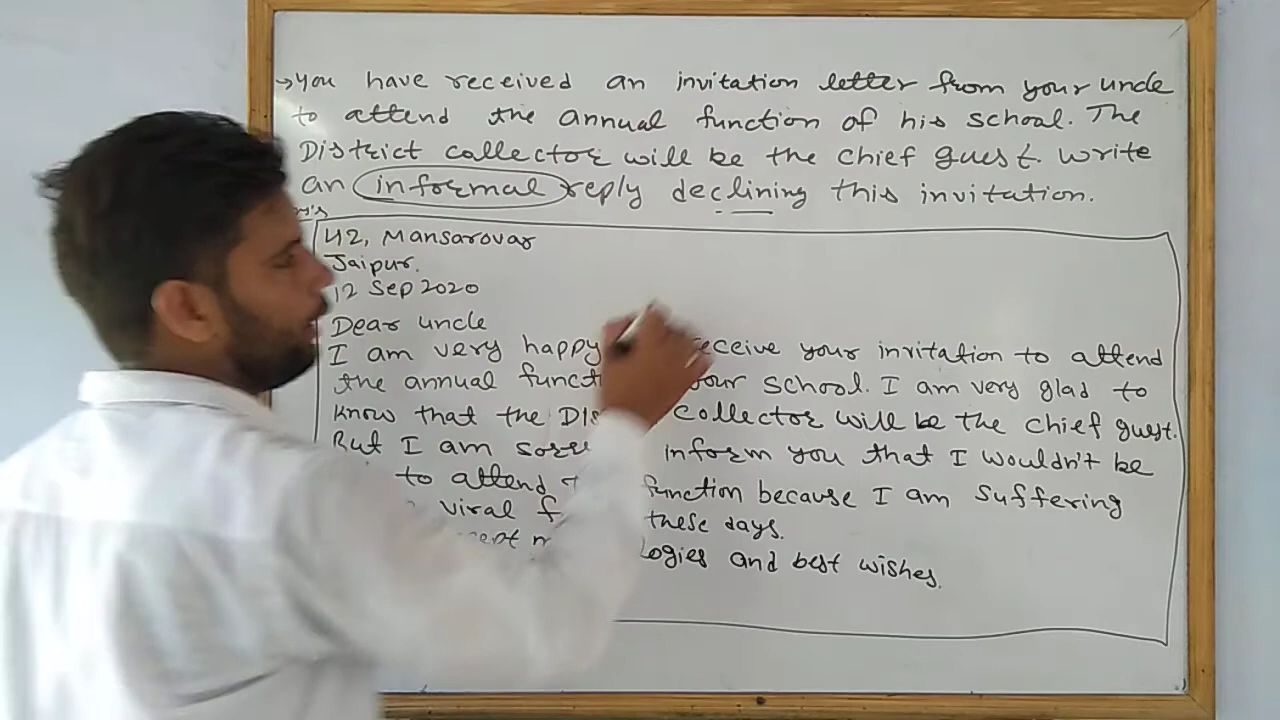 → you have received an invitation letter from your uncle
to attend the annual function of his school. The
District collector will be the chief guest. Write
an informal reply declining this invitation.
42, Mansarovar
Jaipur.
12 Sep 2020
Dear uncle
I am very happy receive your invitation to attend
the annual your school. I am very glad to
know that the collector will be the chief guest.
But I am inform you that I wouldn't be
to attend function because I am suffering
viral these days.
and best wishes.